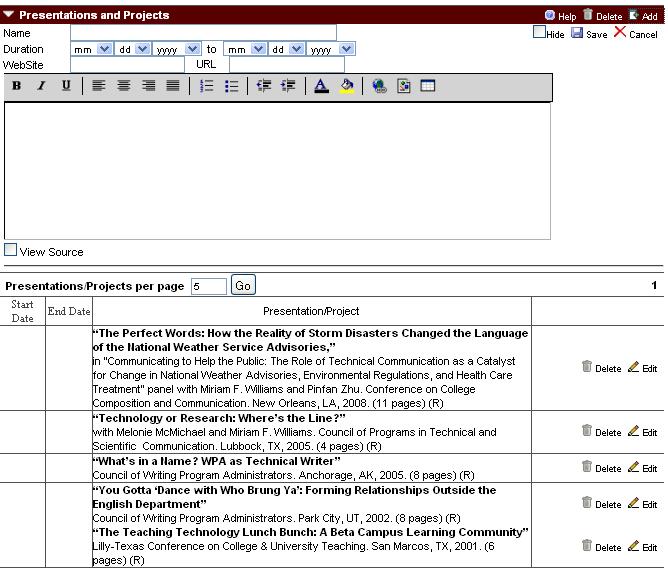 Presentations and Projects Help Delete Add
Name Hide Save Cancel
Duration mm dd yyyy to mm dd yyyy
WebSite URL
B I U A
View Source
Presentations/Projects per page 5 Go 1
Start Date End Date Presentation/Project
“The Perfect Words: How the Reality of Storm Disasters Changed the Language
of the National Weather Service Advisories,”
in "Communicating to Help the Public: The Role of Technical Communication as a Catalyst
for Change in National Weather Advisories, Environmental Regulations, and Health Care
Treatment" panel with Miriam F. Williams and Pinfan Zhu. Conference on College
Composition and Communication. New Orleans, LA, 2008. (11 pages) (R)
Delete Edit
“Technology or Research: Where's the Line?”
with Melonie McMichael and Miriam F. Williams. Council of Programs in Technical and
Scientific Communication. Lubbock, TX, 2005. (4 pages) (R)
Delete Edit
“What's in a Name? WPA as Technical Writer”
Council of Writing Program Administrators. Anchorage, AK, 2005. (8 pages) (R)
Delete Edit
“You Gotta ‘Dance with Who Brung Ya’: Forming Relationships Outside the
English Department”
Council of Writing Program Administrators. Park City, UT, 2002. (8 pages) (R)
Delete Edit
“The Teaching Technology Lunch Bunch: A Beta Campus Learning Community”
Lilly-Texas Conference on College & University Teaching. San Marcos, TX, 2001. (6
pages) (R)
Delete Edit